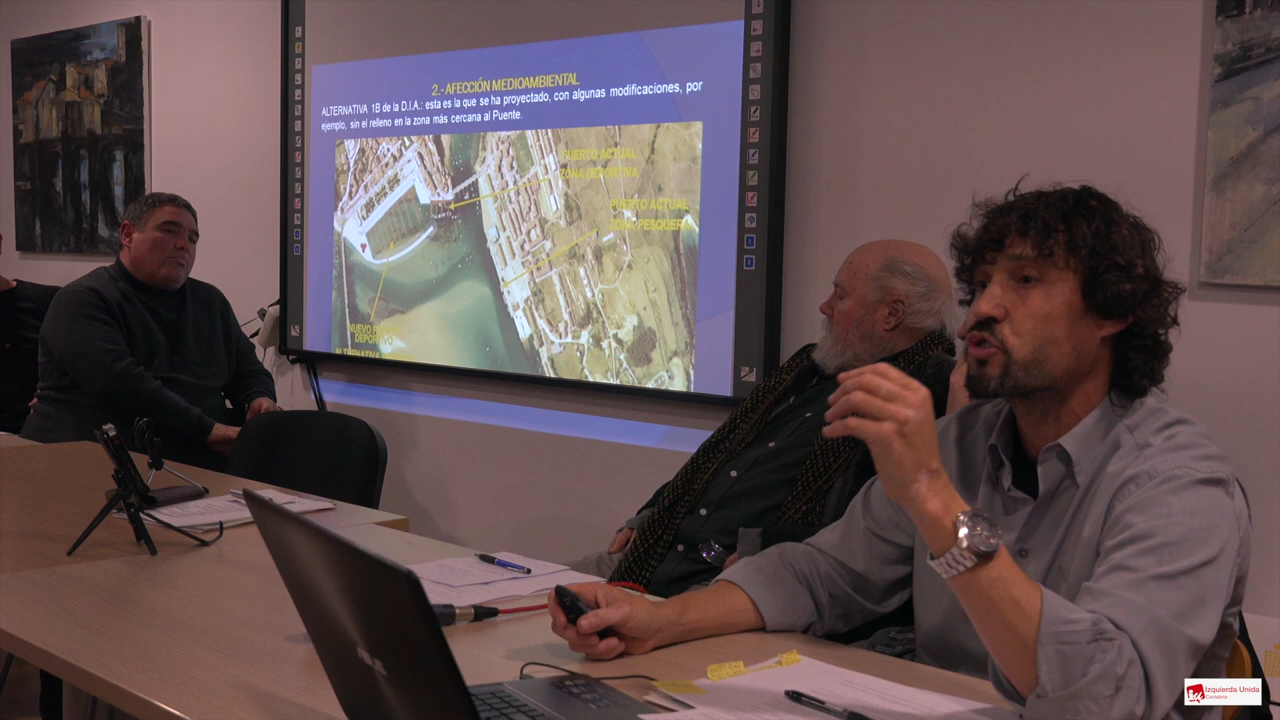 2.- AFECCIÓN MEDIOAMBIENTAL
ALTERNATIVA 1B de la D.I.A.: esta es la que se ha proyectado, con algunas modificaciones, por
ejemplo, sin el relleno en la zona más cercana al Puente.
PUERTO ACTUAL
ZONA DEPORTIVA
PUERTO ACTUAL
ZONA PESQUERA
NUEVO
DEPORTIVO
Izquierda Unida
Cantabria